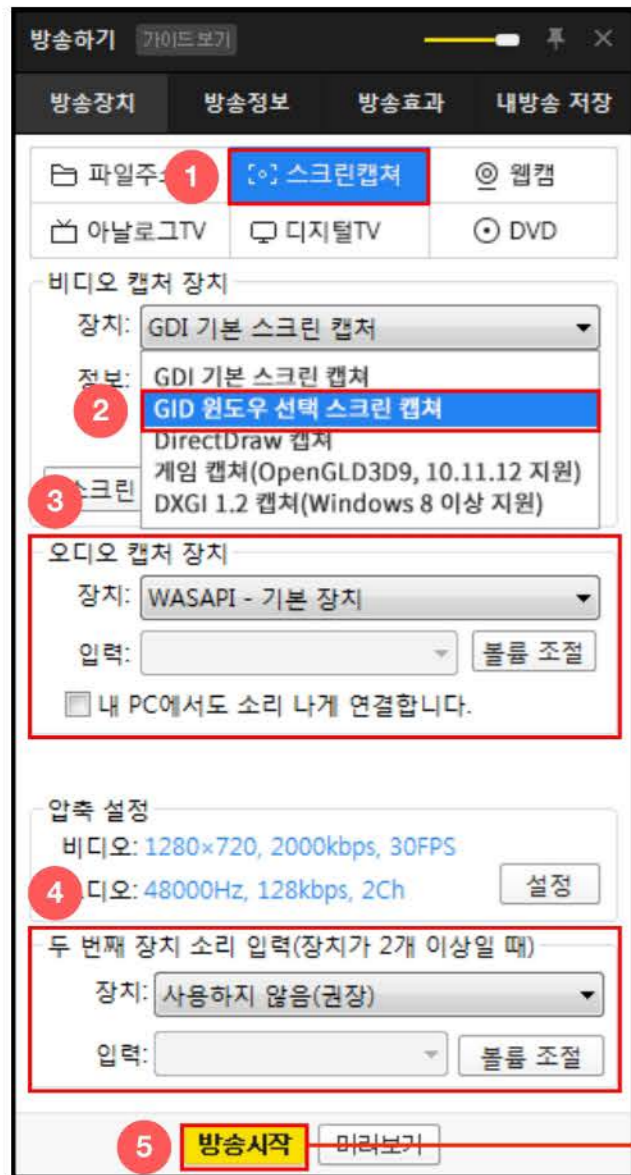 방송하기 가이드보기
방송장치 방송정보 방송효과 내방송 저장
파일주 1 스크린캡쳐 웹캠
아날로그TV 디지털TV DVD
비디오 캡처 장치
장치: GDI 기본 스크린 캡처
정보: GDI 기본 스크린 캡쳐
2 GID 윈도우 선택 스크린 캡쳐
DirectDraw 캡쳐
3 스크린 게임 캡쳐(OpenGLD3D9, 10.11.12 지원)
DXGI 1.2 캡쳐(Windows 8 이상 지원)
오디오 캡처 장치
장치: WASAPI - 기본 장치
입력: 볼륨 조절
내 PC에서도 소리 나게 연결합니다.
압축 설정
비디오: 1280×720, 2000kbps, 30FPS
4 디오: 48000Hz, 128kbps, 2Ch 설정
두 번째 장치 소리 입력(장치가 2개 이상일 때)
장치: 사용하지 않음(권장)
입력: 볼륨 조절
5 방송시작 미리보기